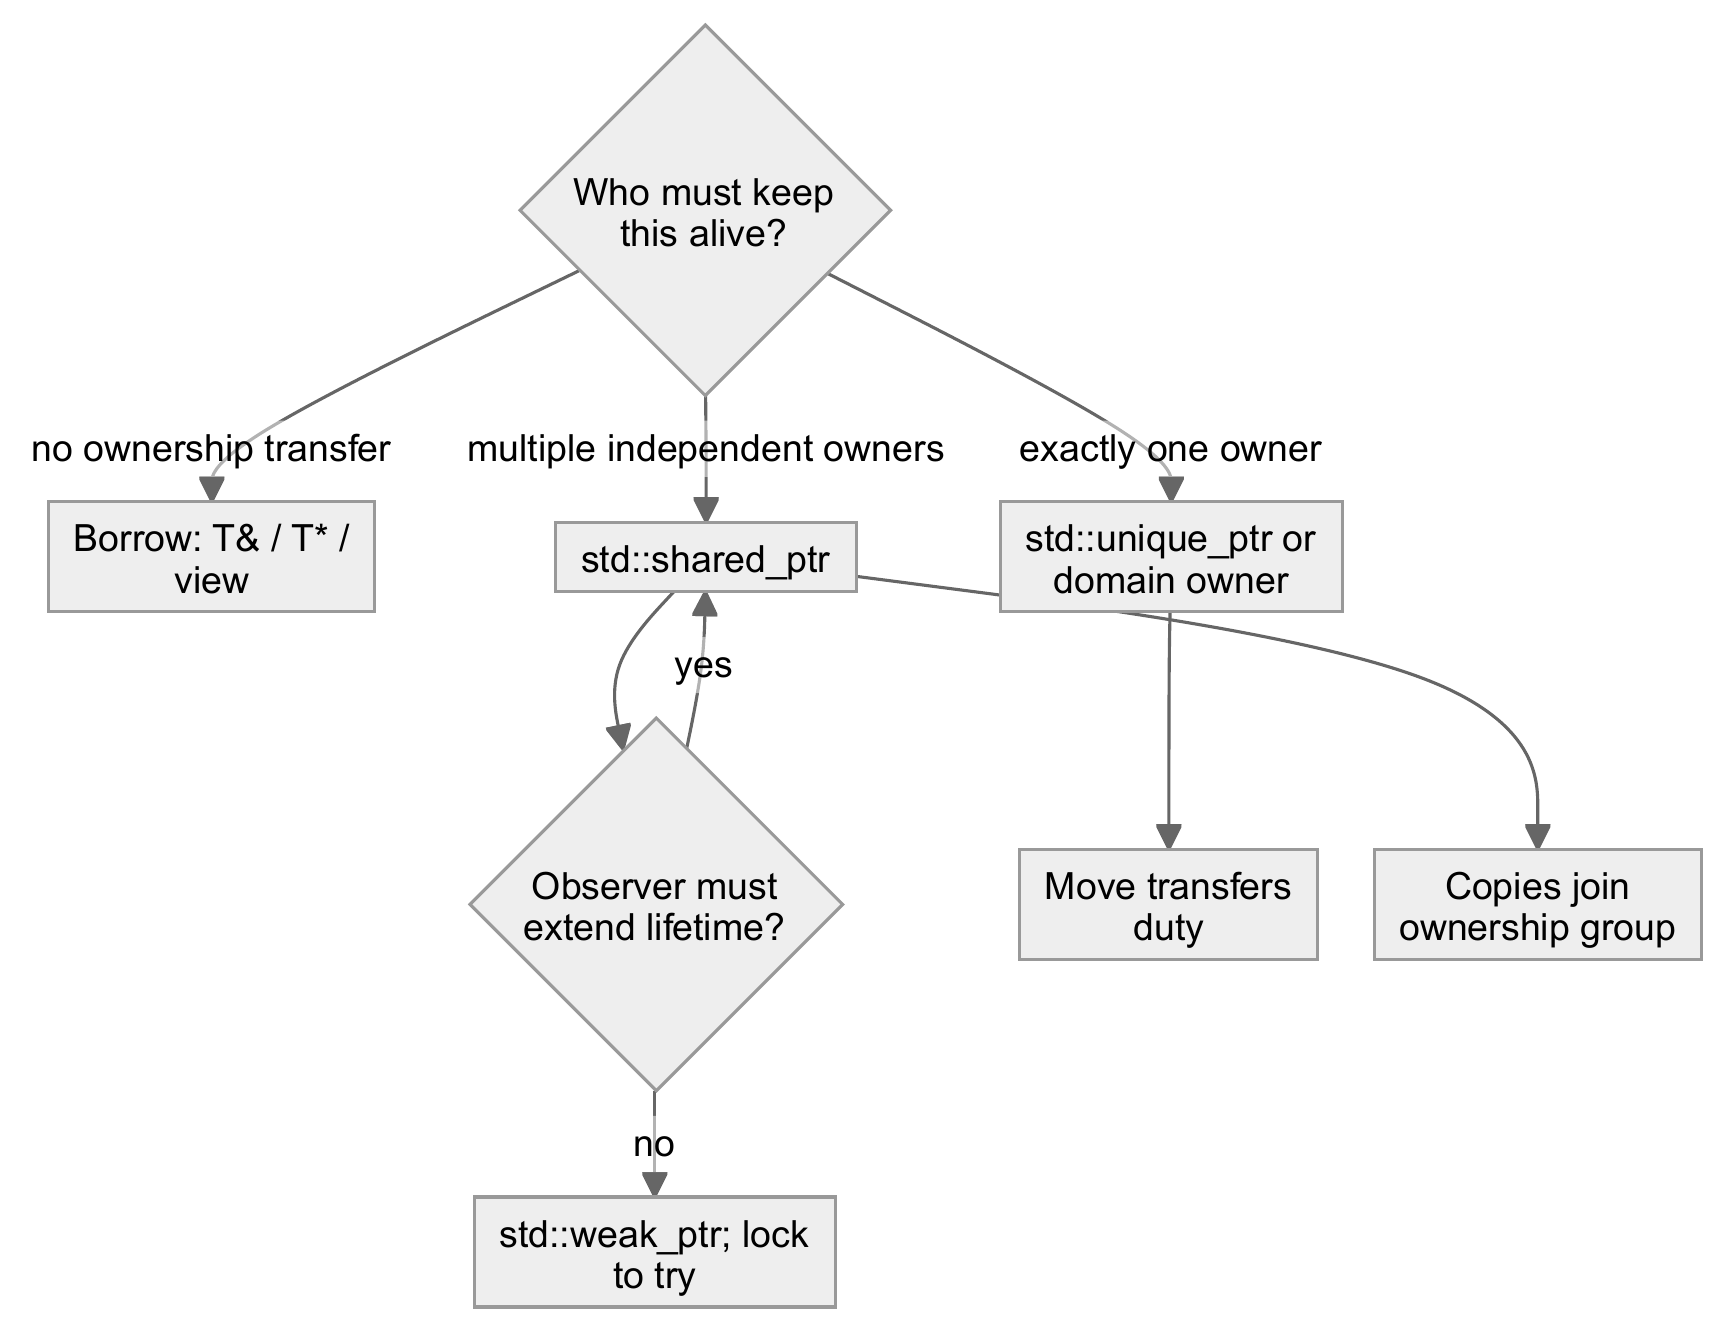 Who must keep
this alive?
no ownership transfer
multiple independent owners
exactly one owner
Borrow: T& / T* /
view
std::shared_ptr
std::unique_ptr or
domain owner
yes
Observer must
extend lifetime?
Move transfers
duty
Copies join
ownership group
no
std::weak_ptr; lock
to try